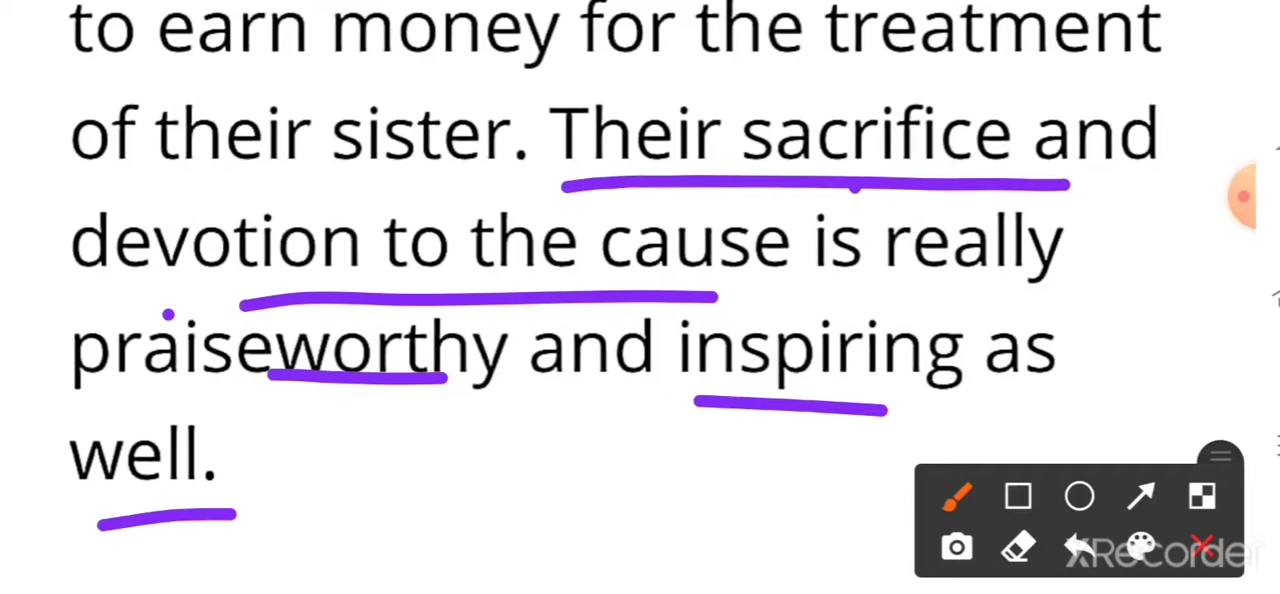 to earn money for the treatment
of their sister. Their sacrifice and
devotion to the cause is really
praiseworthy and inspiring as
well.
XRecorder